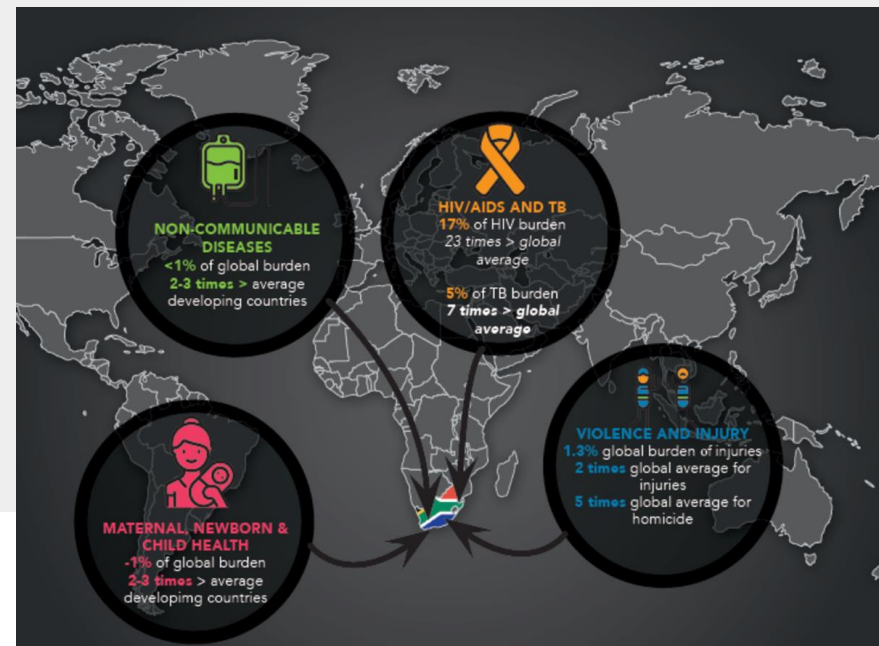 NON-COMMUNICABLE
DISEASES
<1% of global burden
2-3 times > average
developing countries
HIV/AIDS AND TB
17% of HIV burden
23 times > global
average
5% of TB burden
7 times > global
average
MATERNAL, NEWBORN &
CHILD HEALTH
-1% of global burden
2-3 times > average
developimg countries
VIOLENCE AND INJURY
1.3% global burden of injuries
2 times global average for
injuries
5 times global average for
homicide